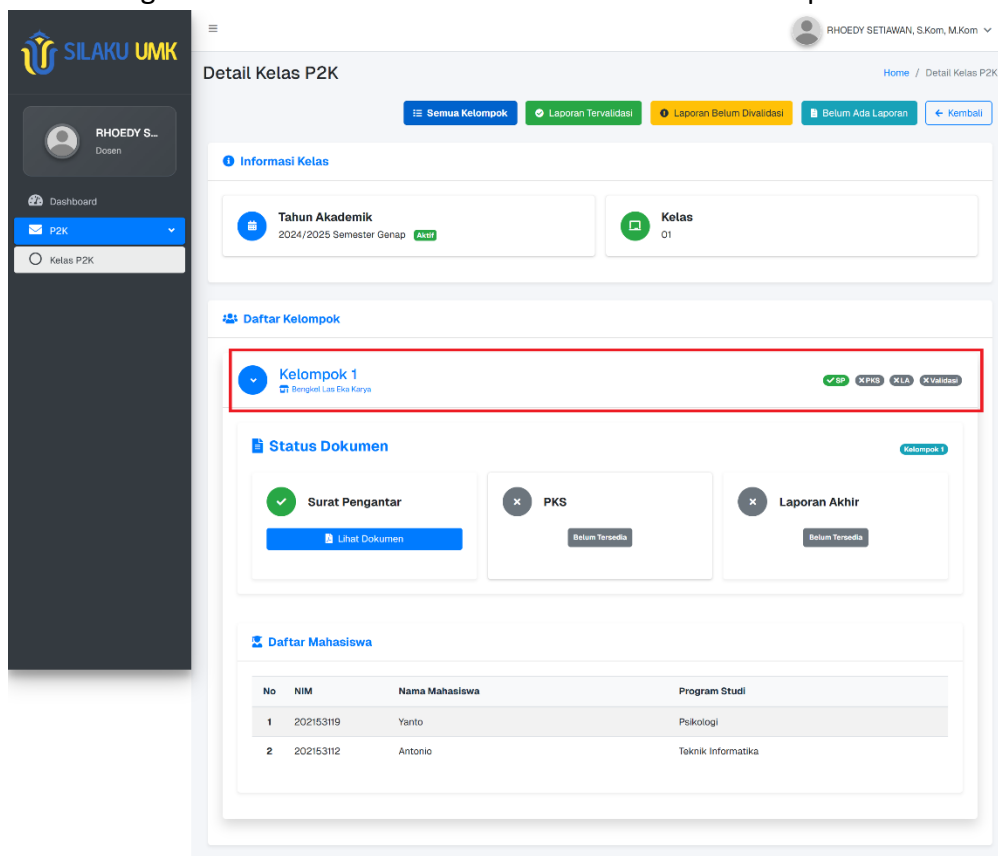 SILAKU UMK
RHOEDY SETIAWAN, S.Kom, M.Kom
Detail Kelas P2K
Home / Detail Kelas P2K
Semua Kelompok
Laporan Tervalidasi
Laporan Belum Divalidasi
Belum Ada Laporan
Kembali
RHOEDY S...
Dosen
Dashboard
P2K
Kelas P2K
Informasi Kelas
Tahun Akademik
2024/2025 Semester Genap Aktif
Kelas
01
Daftar Kelompok
Kelompok 1
Bengkel Las Eka Karya
SP PKS LA Validasi
Status Dokumen
Kelompok 1
Surat Pengantar
Lihat Dokumen
PKS
Belum Tersedia
Laporan Akhir
Belum Tersedia
Daftar Mahasiswa
No NIM Nama Mahasiswa Program Studi
1 202153119 Yanto Psikologi
2 202153112 Antonio Teknik Informatika